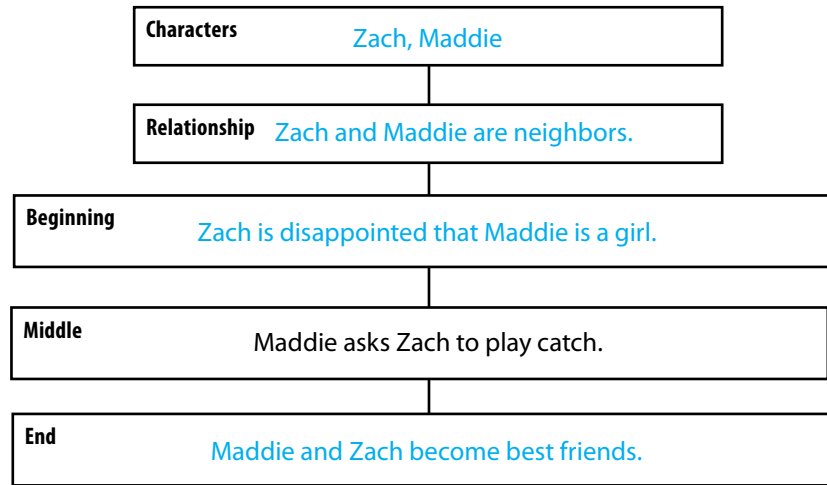 Characters Zach, Maddie
Relationship Zach and Maddie are neighbors.
Beginning Zach is disappointed that Maddie is a girl.
Middle Maddie asks Zach to play catch.
End Maddie and Zach become best friends.